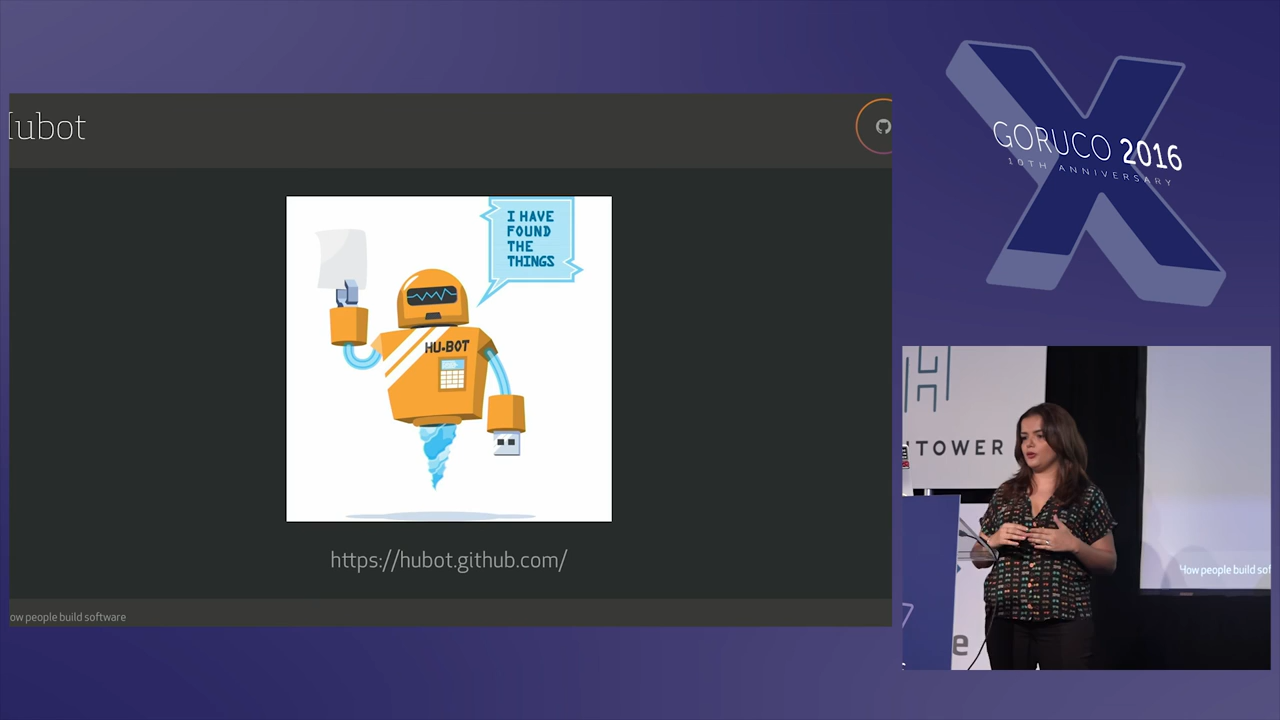 Hubot
I HAVE
FOUND
THE
THINGS
HU-BOT
https://hubot.github.com/
ow people build software
GORUCO 2016
10TH ANNIVERSARY
TOWER
How people build sof
e